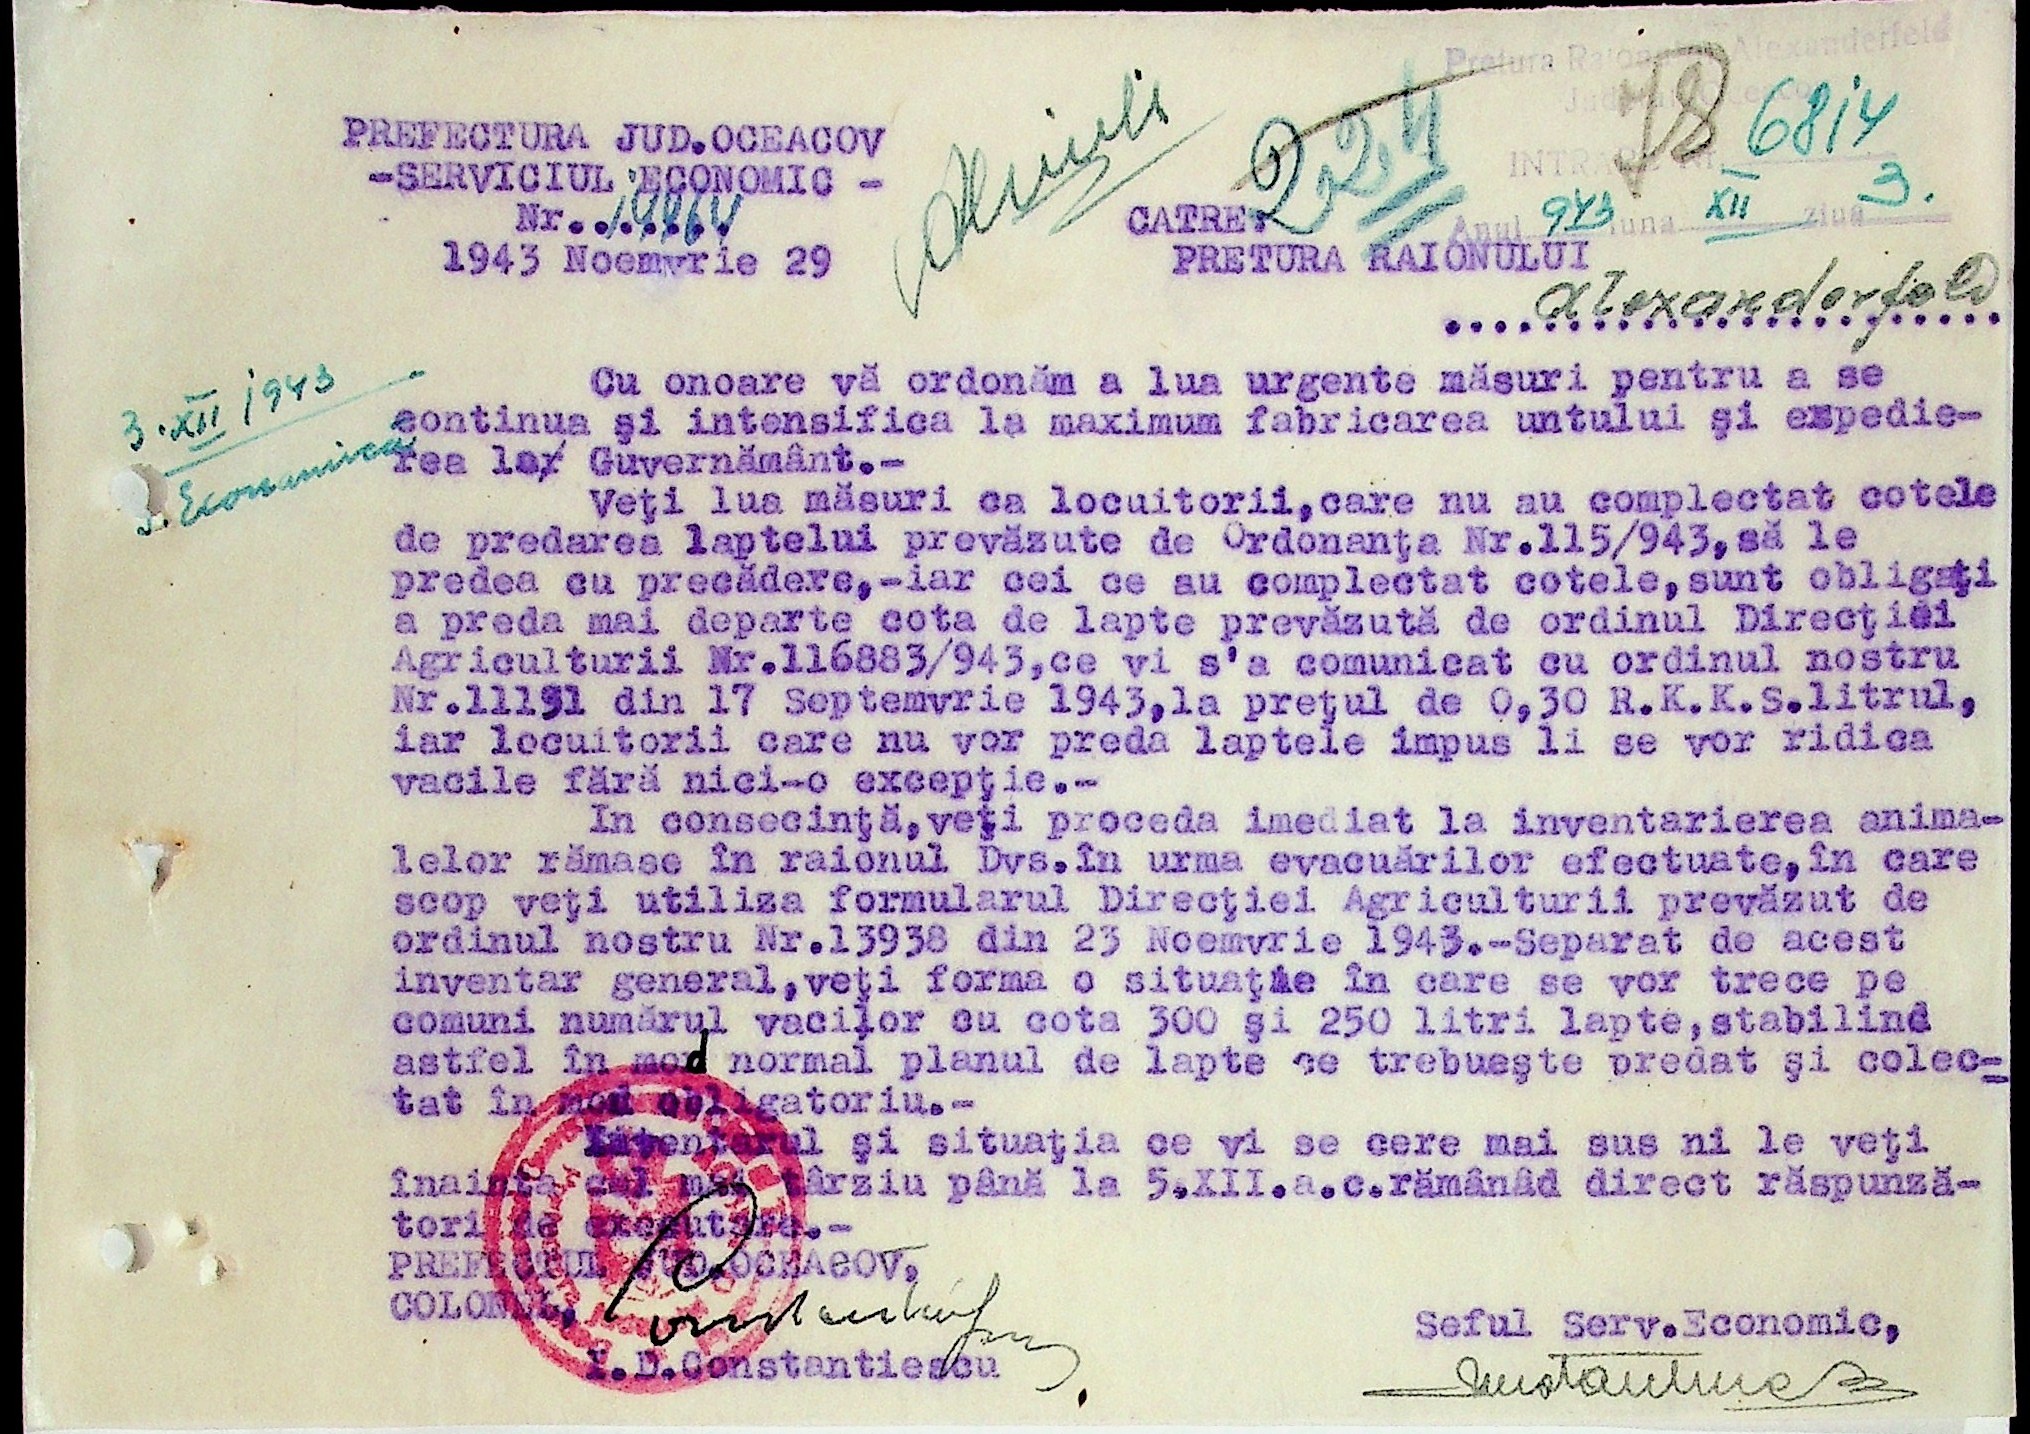 Pretura Raionului Alexanderfeld
78
6814
INTRARE Nr.
Anul 943 luna XII ziua 3.
PREFECTURA JUD.OCEACOV
-SERVICIUL ECONOMIC -
Nr.
1943 Noemvrie 29
CATRE:
PRETURA RAIONULUI
Alexanderfeld
3.XII 1943
Economica
Cu onoare vă ordonăm a lua urgente măsuri pentru a se
continua şi intensifica la maximum fabricarea untului şi expedie-
rea la Guvernământ.-
Veţi lua măsuri ca locuitorii,care nu au complectat cotele
de predarea laptelui prevăzute de Ordonanţa Nr.115/943,să le
predea cu precădere,-iar cei ce au complectat cotele,sunt obligaţi
a preda mai departe cota de lapte prevăzută de ordinul Direcţiei
Agriculturii Nr.116883/943,ce vi s'a comunicat cu ordinul nostru
Nr.11191 din 17 Septemvrie 1943,la preţul de 0,30 R.K.K.S.litrul,
iar locuitorii care nu vor preda laptele impus li se vor ridica
vacile fără nici-o excepţie.-
In consecinţă,veţi proceda imediat la inventarierea anima-
lelor rămase în raionul Dvs.în urma evacuărilor efectuate,în care
scop veţi utiliza formularul Direcţiei Agriculturii prevăzut de
ordinul nostru Nr.13938 din 23 Noemvrie 1943.-Separat de acest
inventar general,veţi forma o situaţie în care se vor trece pe
comuni numărul vacilor cu cota 300 şi 250 litri lapte,stabilind
astfel în mod normal planul de lapte ce trebueşte predat şi colec-
tat în mod obligatoriu.-
Inventarul şi situaţia ce vi se cere mai sus ni le veţi
înainta cel mai târziu până la 5.XII.a.c.rămânâd direct răspunză-
tori de executare.-
PREFECTUL JUD.OCEACOV,
COLONEL,
I.D.Constantiescu
Seful Serv.Economic,